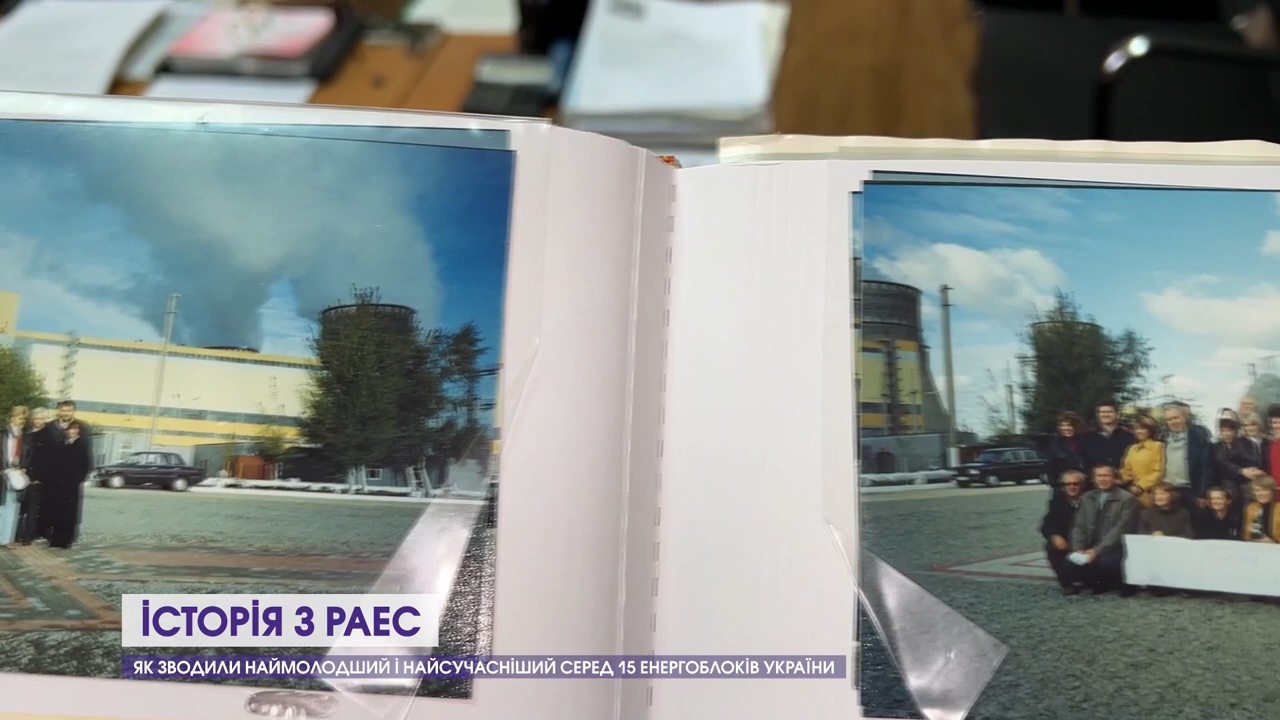 ІСТОРІЯ З РАЕС
ЯК ЗВОДИЛИ НАЙМОЛОДШИЙ І НАЙСУЧАСНІШИЙ СЕРЕД 15 ЕНЕРГОБЛОКІВ УКРАЇНИ